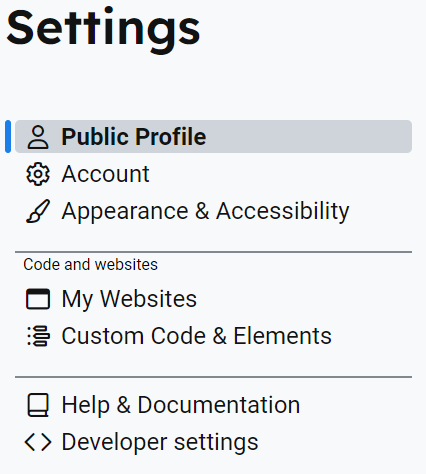 Settings
Public Profile
Account
Appearance & Accessibility
Code and websites
My Websites
Custom Code & Elements
Help & Documentation
Developer settings